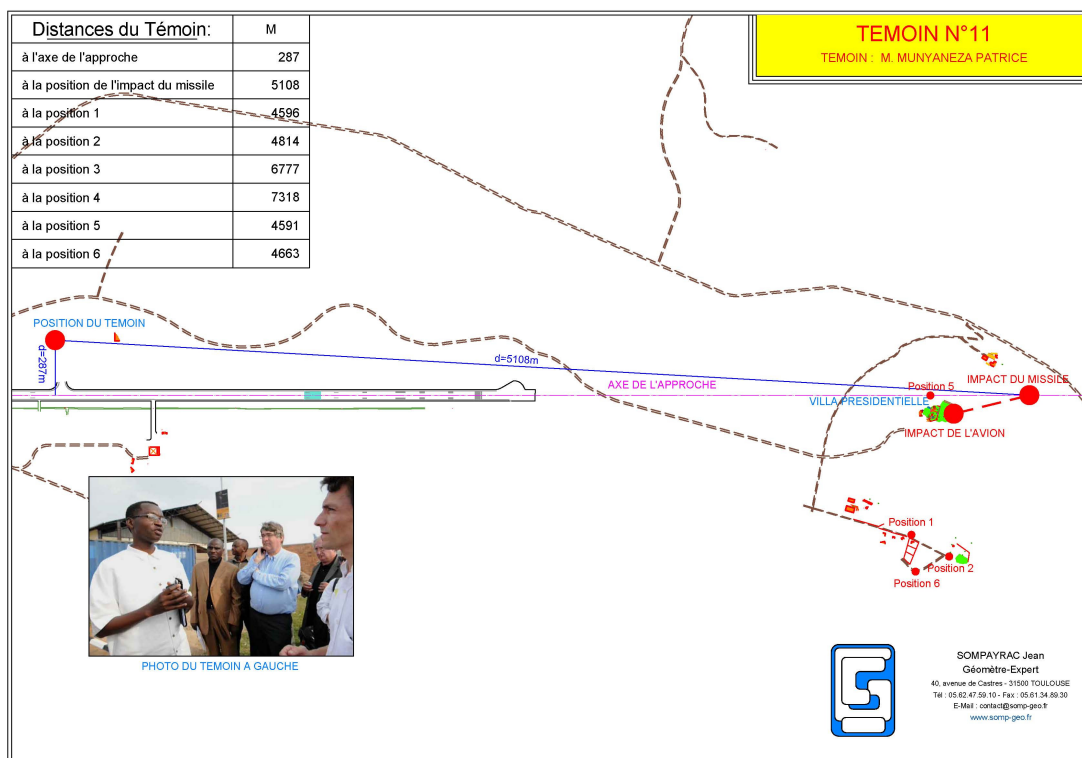 Distances du Témoin: M
à l'axe de l'approche 287
à la position de l'impact du missile 5108
à la position 1 4596
à la position 2 4814
à la position 3 6777
à la position 4 7318
à la position 5 4591
à la position 6 4663
TEMOIN N°11
TEMOIN : M. MUNYANEZA PATRICE
POSITION DU TEMOIN
d=287m
d=5108m
AXE DE L'APPROCHE
IMPACT DU MISSILE
Position 5
VILLA PRESIDENTIELLE
IMPACT DE L'AVION
Position 1
Position 2
Position 6
PHOTO DU TEMOIN A GAUCHE
SOMPAYRAC Jean
Géomètre-Expert
40, avenue de Castres - 31500 TOULOUSE
Tél : 05.62.47.59.10 - Fax : 05.61.34.89.30
E-Mail : contact@somp-geo.fr
www.somp-geo.fr